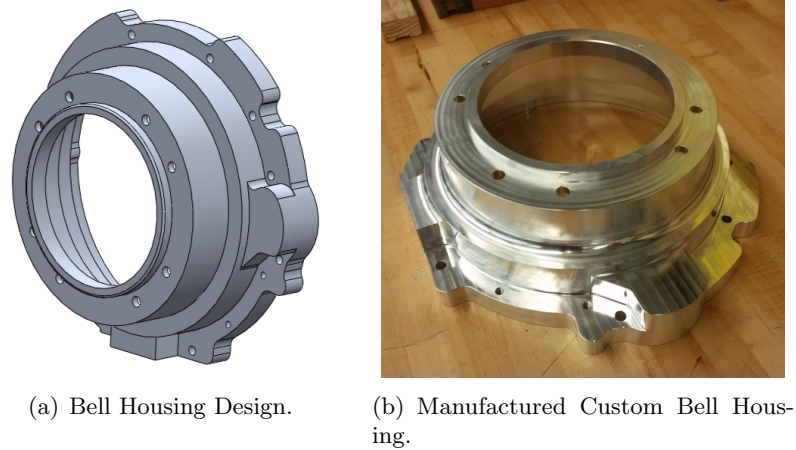 (a) Bell Housing Design.
(b) Manufactured Custom Bell Hous-
ing.